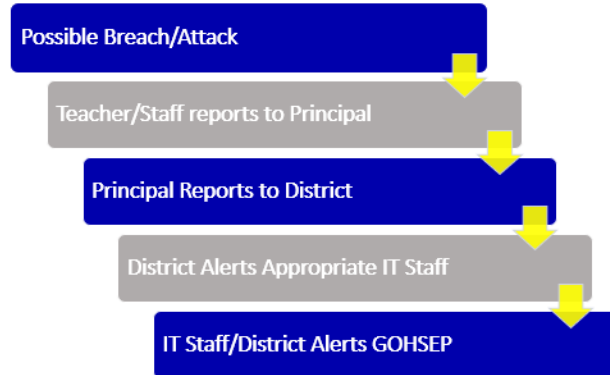 Possible Breach/Attack
Teacher/Staff reports to Principal
Principal Reports to District
District Alerts Appropriate IT Staff
IT Staff/District Alerts GOHSEP